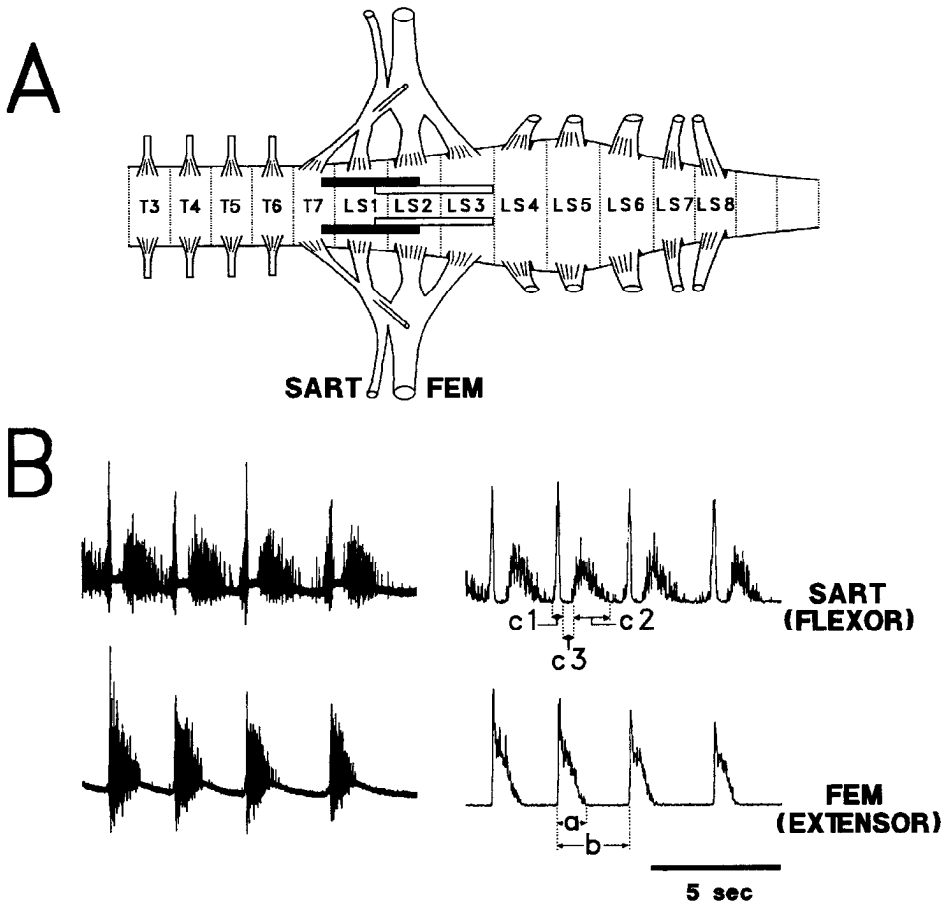 A
T3 T4 T5 T6 T7 LS1 LS2 LS3 LS4 LS5 LS6 LS7 LS8
SART FEM
B
SART
(FLEXOR)
c1 c2
c3
FEM
(EXTENSOR)
a
b
5 sec